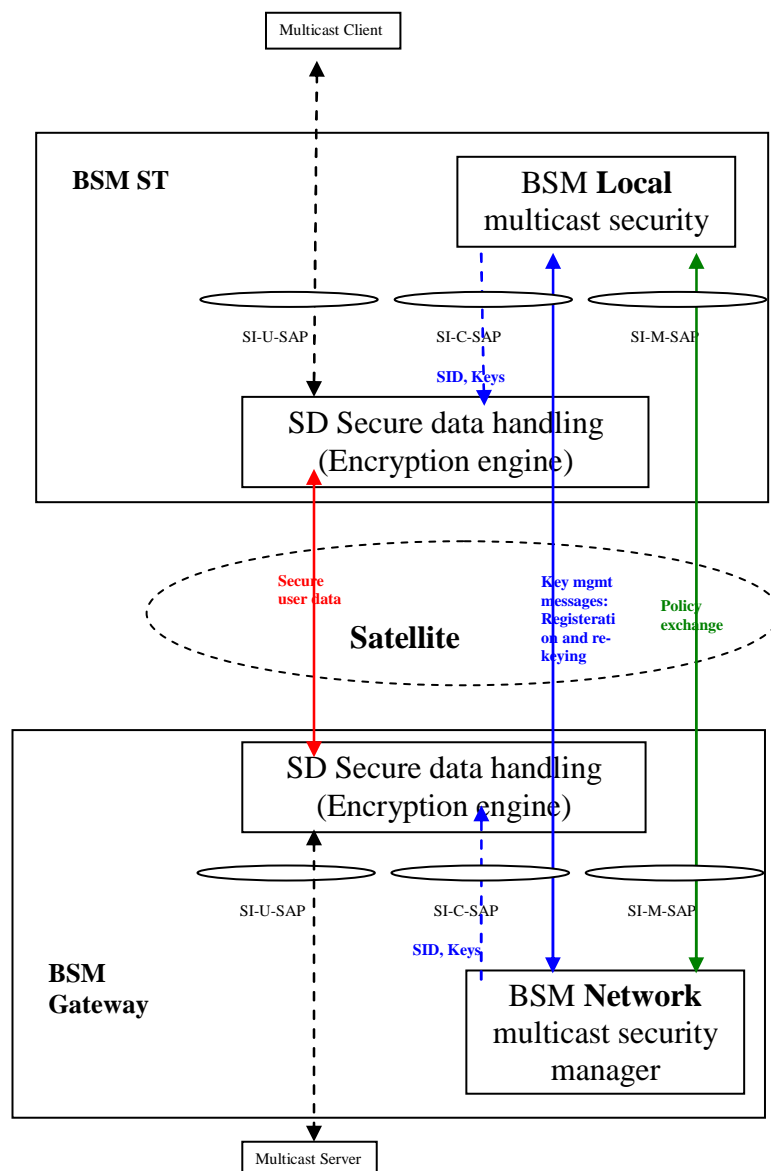 Multicast Client
BSM ST
BSM Local
multicast security
SI-U-SAP
SI-C-SAP
SI-M-SAP
SID, Keys
SD Secure data handling
(Encryption engine)
Secure
user data
Key mgmt
messages:
Registerati
on and re-
keying
Policy
exchange
Satellite
SD Secure data handling
(Encryption engine)
SI-U-SAP
SI-C-SAP
SI-M-SAP
SID, Keys
BSM
Gateway
BSM Network
multicast security
manager
Multicast Server